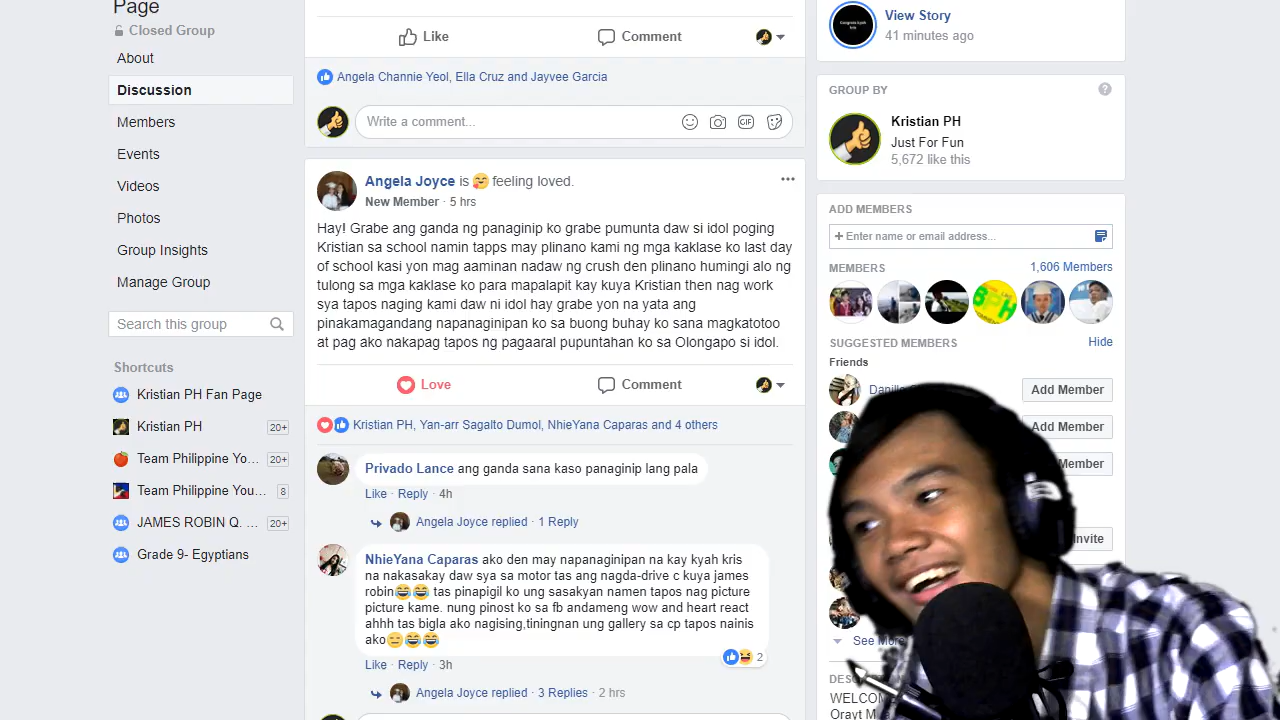 Page
Closed Group
About
Discussion
Members
Events
Videos
Photos
Group Insights
Manage Group
Search this group
Shortcuts
Kristian PH Fan Page
Kristian PH 20+
Team Philippine Yo... 20+
Team Philippine You... 8
JAMES ROBIN Q. ... 20+
Grade 9- Egyptians
Like Comment
Angela Channie Yeol, Ella Cruz and Jayvee Garcia
Write a comment... GIF
Angela Joyce is feeling loved.
New Member · 5 hrs
Hay! Grabe ang ganda ng panaginip ko grabe pumunta daw si idol poging
Kristian sa school namin tapps may plinano kami ng mga kaklase ko last day
of school kasi yon mag aaminan nadaw ng crush den plinano humingi alo ng
tulong sa mga kaklase ko para mapalapit kay kuya Kristian then nag work
sya tapos naging kami daw ni idol hay grabe yon na yata ang
pinakamagandang napanaginipan ko sa buong buhay ko sana magkatotoo
at pag ako nakapag tapos ng pagaaral pupuntahan ko sa Olongapo si idol.
Love Comment
Kristian PH, Yan-arr Sagalto Dumol, NhieYana Caparas and 4 others
Privado Lance ang ganda sana kaso panaginip lang pala
Like · Reply · 4h
Angela Joyce replied · 1 Reply
NhieYana Caparas ako den may napanaginipan na kay kyah kris
na nakasakay daw sya sa motor tas ang nagda-drive c kuya james
robin😂😂 tas pinapigil ko ung sasakyan namen tapos nag picture
picture kame. nung pinost ko sa fb andameng wow and heart react
ahhh tas bigla ako nagising,tiningnan ung gallery sa cp tapos nainis
ako😑😂😂
2
Like · Reply · 3h
Angela Joyce replied · 3 Replies · 2 hrs
View Story
41 minutes ago
GROUP BY ?
Kristian PH
Just For Fun
5,672 like this
ADD MEMBERS
+ Enter name or email address...
MEMBERS 1,606 Members
SUGGESTED MEMBERS Hide
Friends
Add Member
Add Member
Member
Invite
See More
WELCOME
Orayt